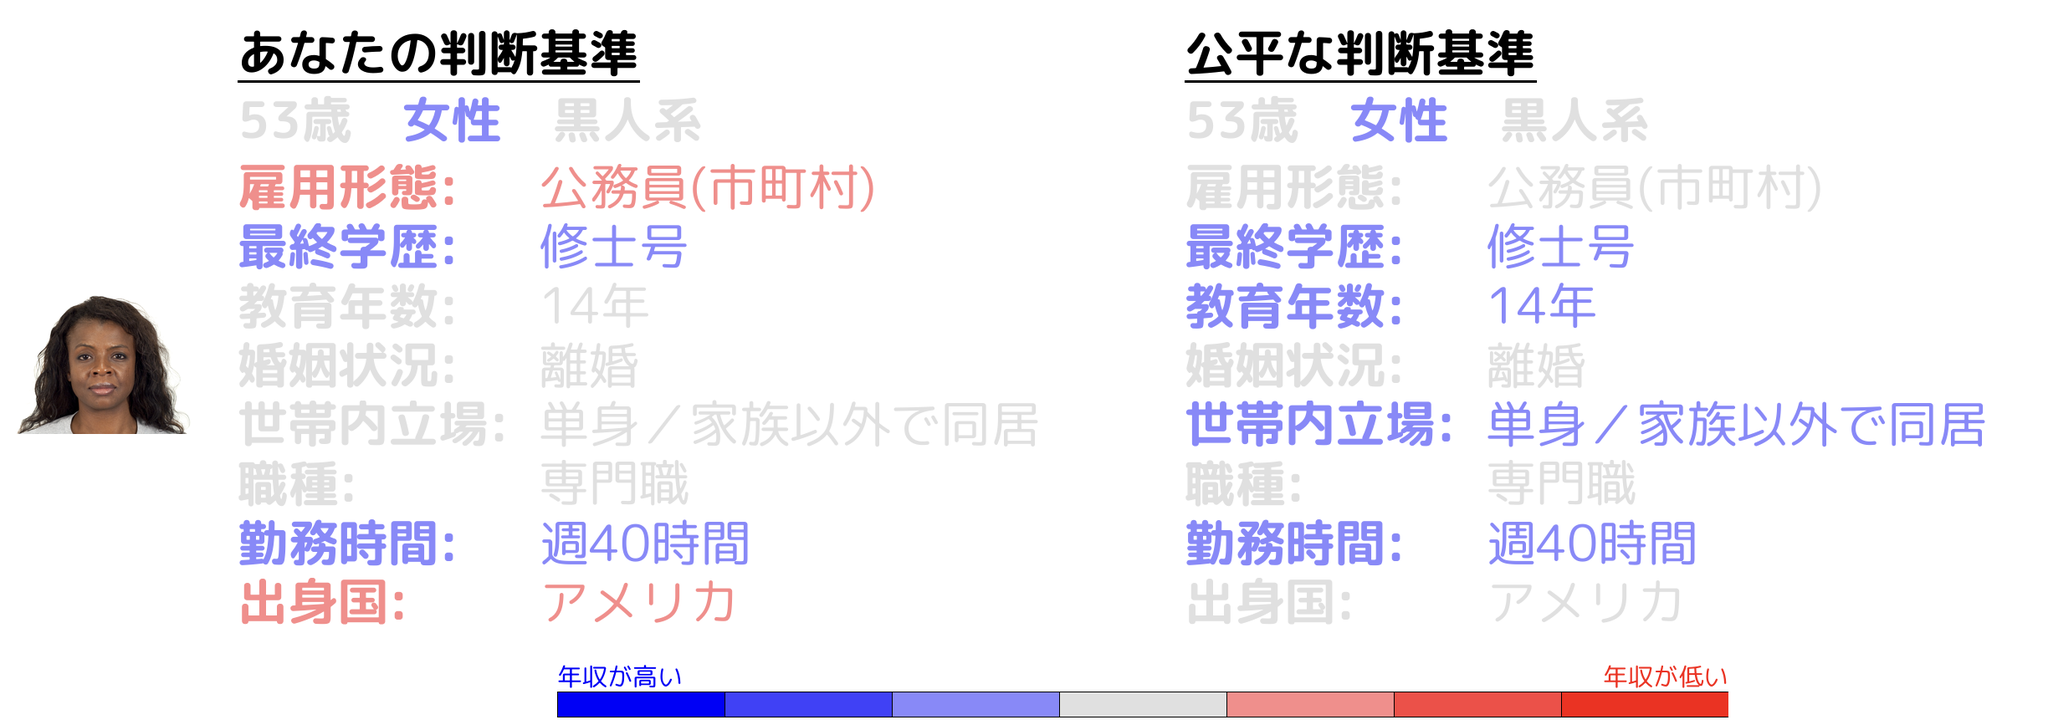 あなたの判断基準
53歳 女性 黒人系
雇用形態: 公務員(市町村)
最終学歴: 修士号
教育年数: 14年
婚姻状況: 離婚
世帯内立場: 単身／家族以外で同居
職種: 専門職
勤務時間: 週40時間
出身国: アメリカ
公平な判断基準
53歳 女性 黒人系
雇用形態: 公務員(市町村)
最終学歴: 修士号
教育年数: 14年
婚姻状況: 離婚
世帯内立場: 単身／家族以外で同居
職種: 専門職
勤務時間: 週40時間
出身国: アメリカ
年収が高い
年収が低い